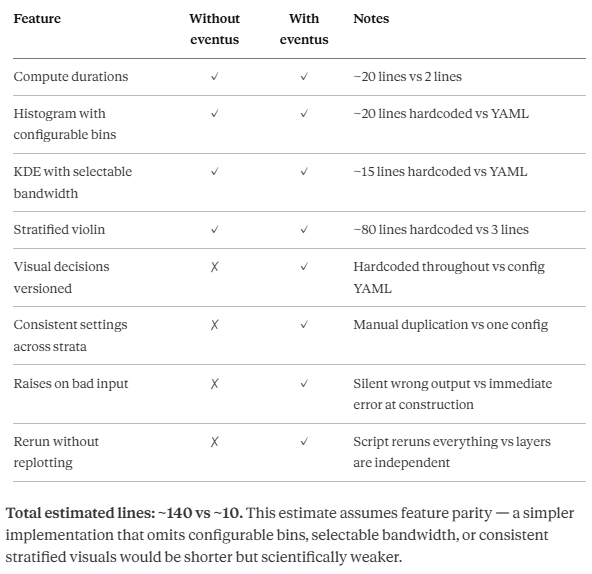 Feature Without With Notes
eventus eventus
Compute durations ✓ ✓ ~20 lines vs 2 lines
Histogram with ✓ ✓ ~20 lines hardcoded vs YAML
configurable bins
KDE with selectable ✓ ✓ ~15 lines hardcoded vs YAML
bandwidth
Stratified violin ✓ ✓ ~80 lines hardcoded vs 3 lines
Visual decisions ✗ ✓ Hardcoded throughout vs config
versioned YAML
Consistent settings ✗ ✓ Manual duplication vs one config
across strata
Raises on bad input ✗ ✓ Silent wrong output vs immediate
error at construction
Rerun without ✗ ✓ Script reruns everything vs layers
replotting are independent
Total estimated lines: ~140 vs ~10. This estimate assumes feature parity — a simpler
implementation that omits configurable bins, selectable bandwidth, or consistent
stratified visuals would be shorter but scientifically weaker.